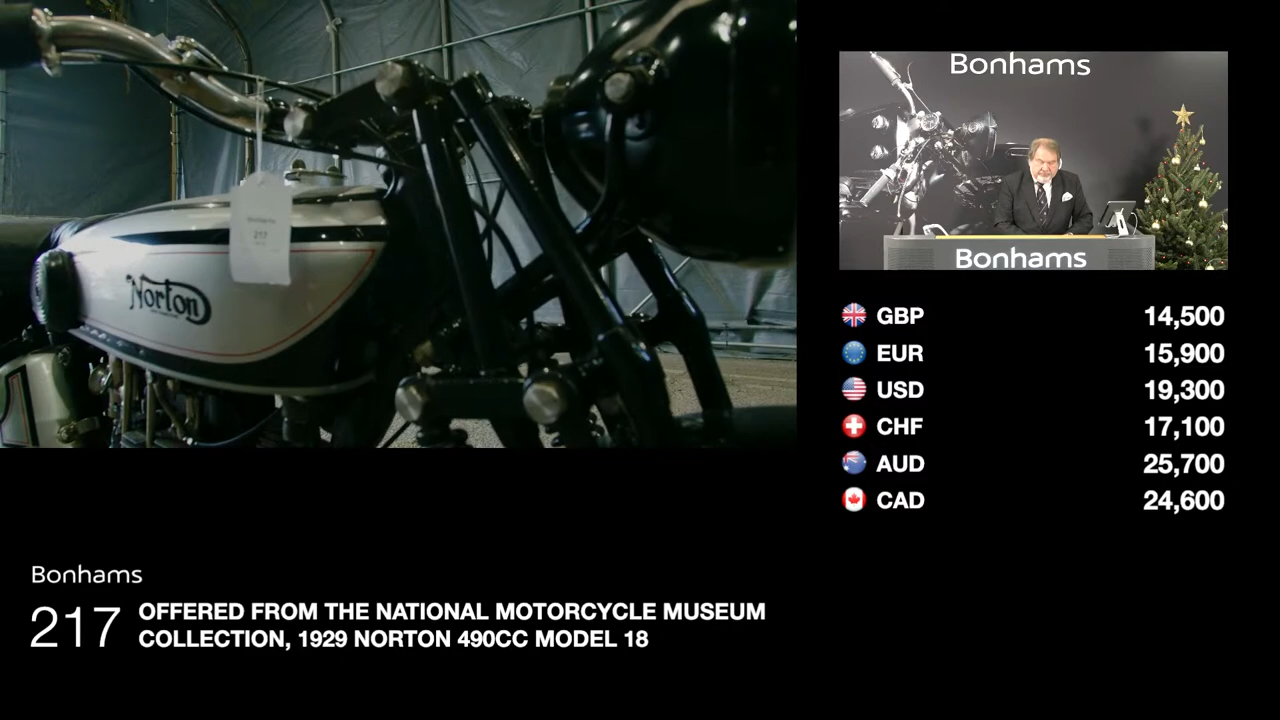 Norton
217
Bonhams
Bonhams
GBP 14,500
EUR 15,900
USD 19,300
CHF 17,100
AUD 25,700
CAD 24,600
Bonhams
217
OFFERED FROM THE NATIONAL MOTORCYCLE MUSEUM
COLLECTION, 1929 NORTON 490CC MODEL 18